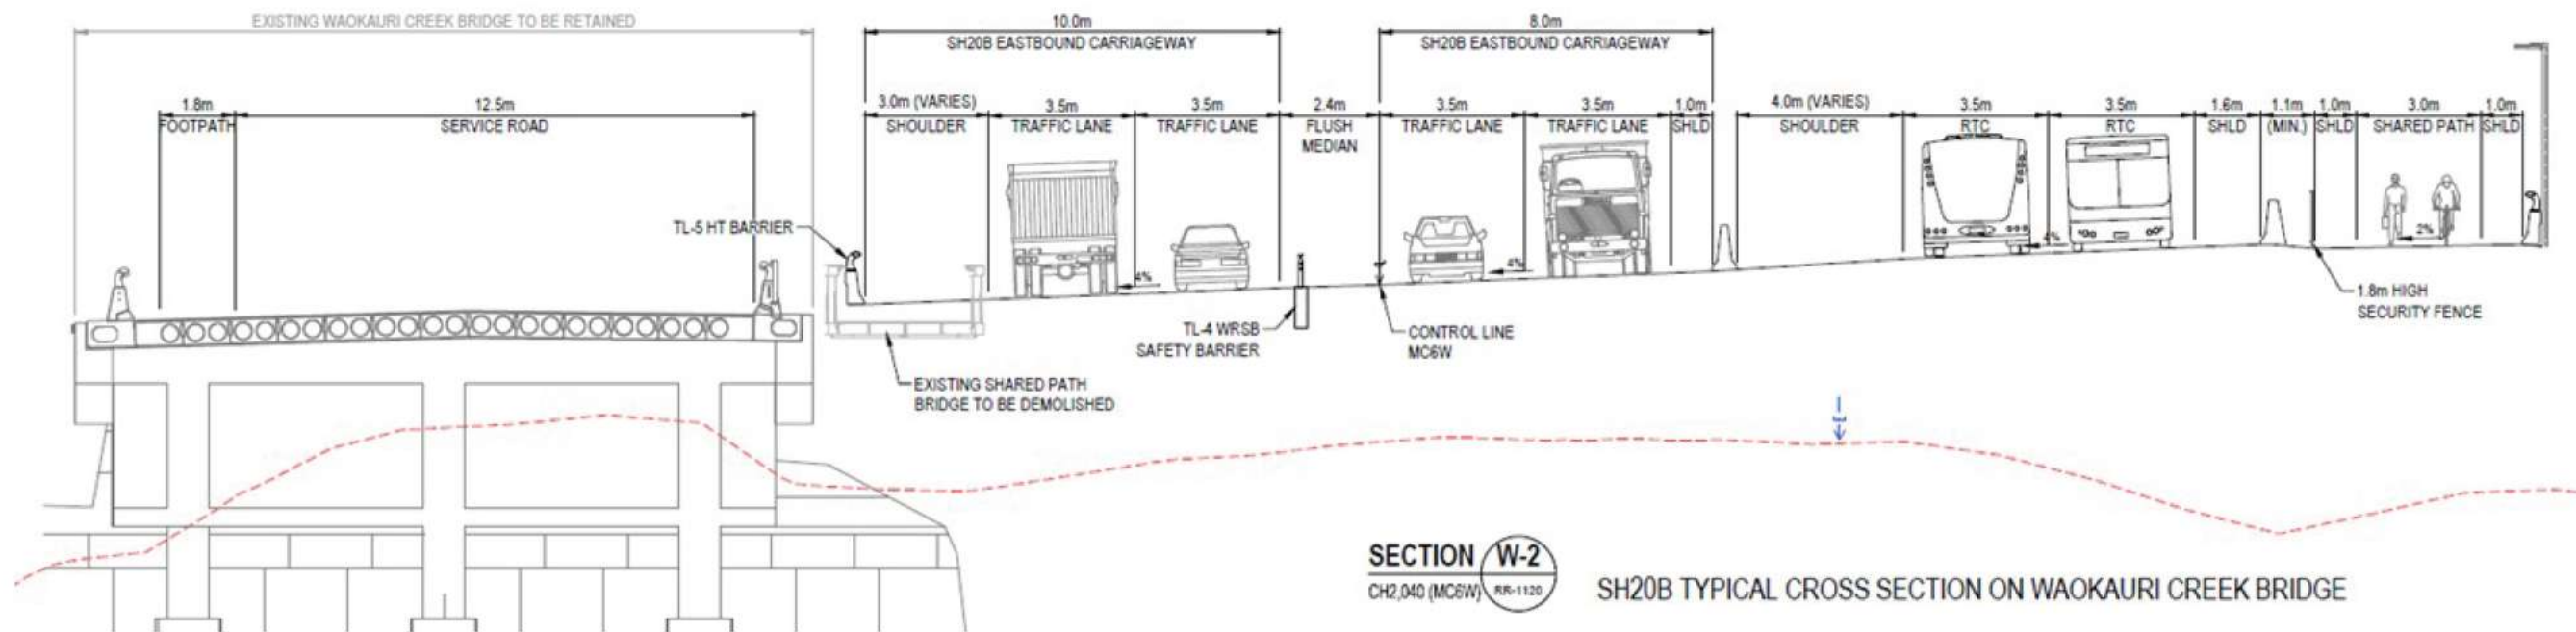 EXISTING WAOKAURI CREEK BRIDGE TO BE RETAINED
10.0m
SH20B EASTBOUND CARRIAGEWAY
8.0m
SH20B EASTBOUND CARRIAGEWAY
1.8m
FOOTPATH
12.5m
SERVICE ROAD
3.0m (VARIES)
SHOULDER
3.5m
TRAFFIC LANE
3.5m
TRAFFIC LANE
2.4m
FLUSH
MEDIAN
3.5m
TRAFFIC LANE
3.5m
TRAFFIC LANE
1.0m
SHLD
4.0m (VARIES)
SHOULDER
3.5m
RTC
3.5m
RTC
1.6m
SHLD
1.1m
(MIN.)
1.0m
SHLD
3.0m
SHARED PATH
1.0m
SHLD
TL-5 HT BARRIER
4%
4%
4%
2%
TL-4 WRSB
SAFETY BARRIER
CONTROL LINE
MC6W
1.8m HIGH
SECURITY FENCE
EXISTING SHARED PATH
BRIDGE TO BE DEMOLISHED
SECTION
W-2
CH2,040 (MC6W)
RR-1120
SH20B TYPICAL CROSS SECTION ON WAOKAURI CREEK BRIDGE